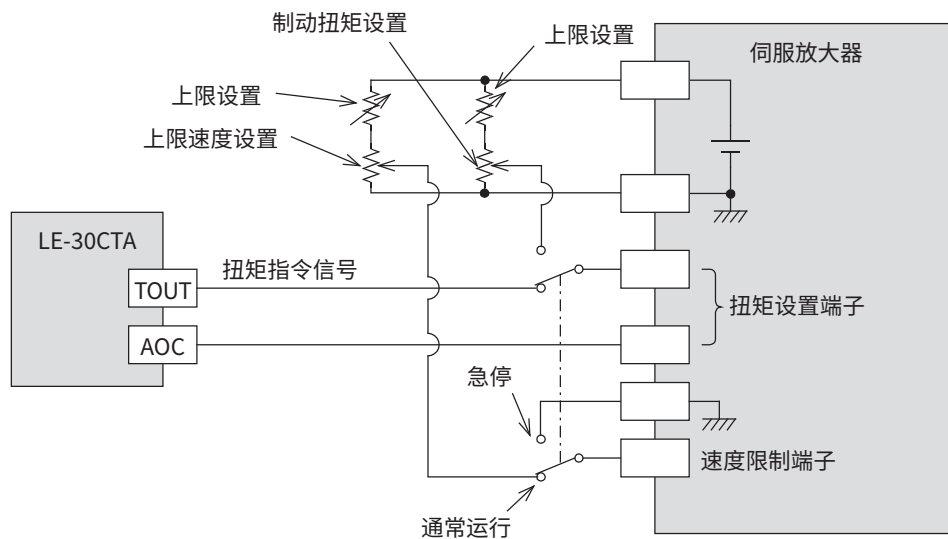 制动扭矩设置
上限设置
伺服放大器
上限设置
上限速度设置
LE-30CTA
TOUT
扭矩指令信号
AOC
扭矩设置端子
急停
速度限制端子
通常运行